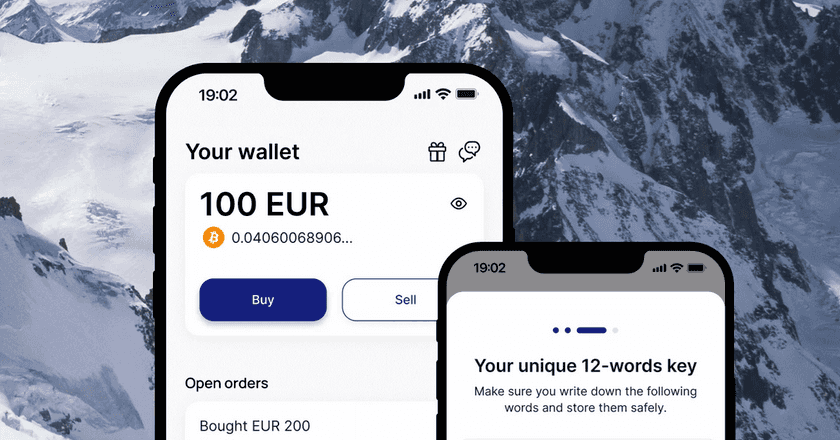 19:02
Your wallet
100 EUR
0.04060068906...
Buy
Sell
Open orders
Bought EUR 200
19:02
Your unique 12-words key
Make sure you write down the following
words and store them safely.